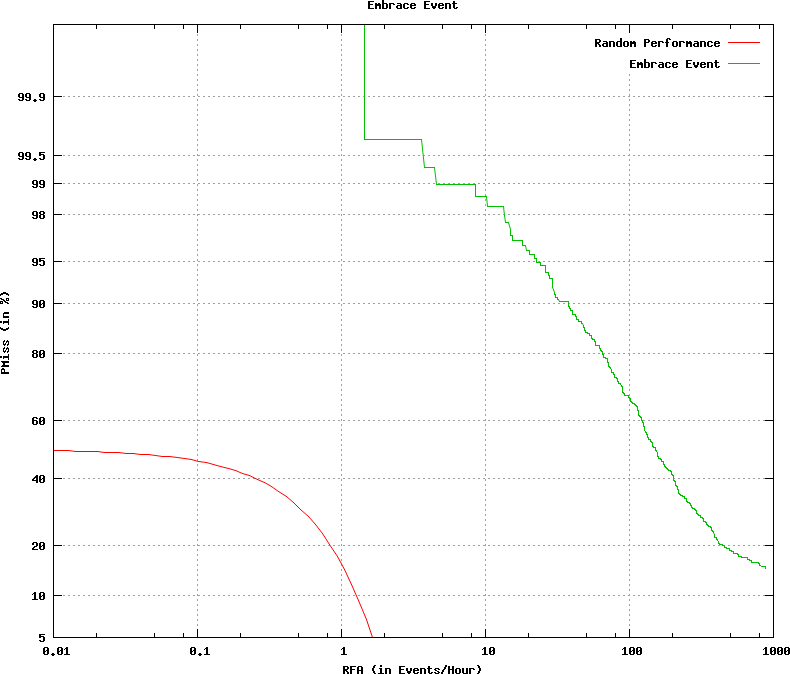 Embrace Event
Random Performance
Embrace Event
99.9
99.5
99
98
95
90
80
60
40
20
10
5
PMiss (in %)
0.01 0.1 1 10 100 1000
RFA (in Events/Hour)